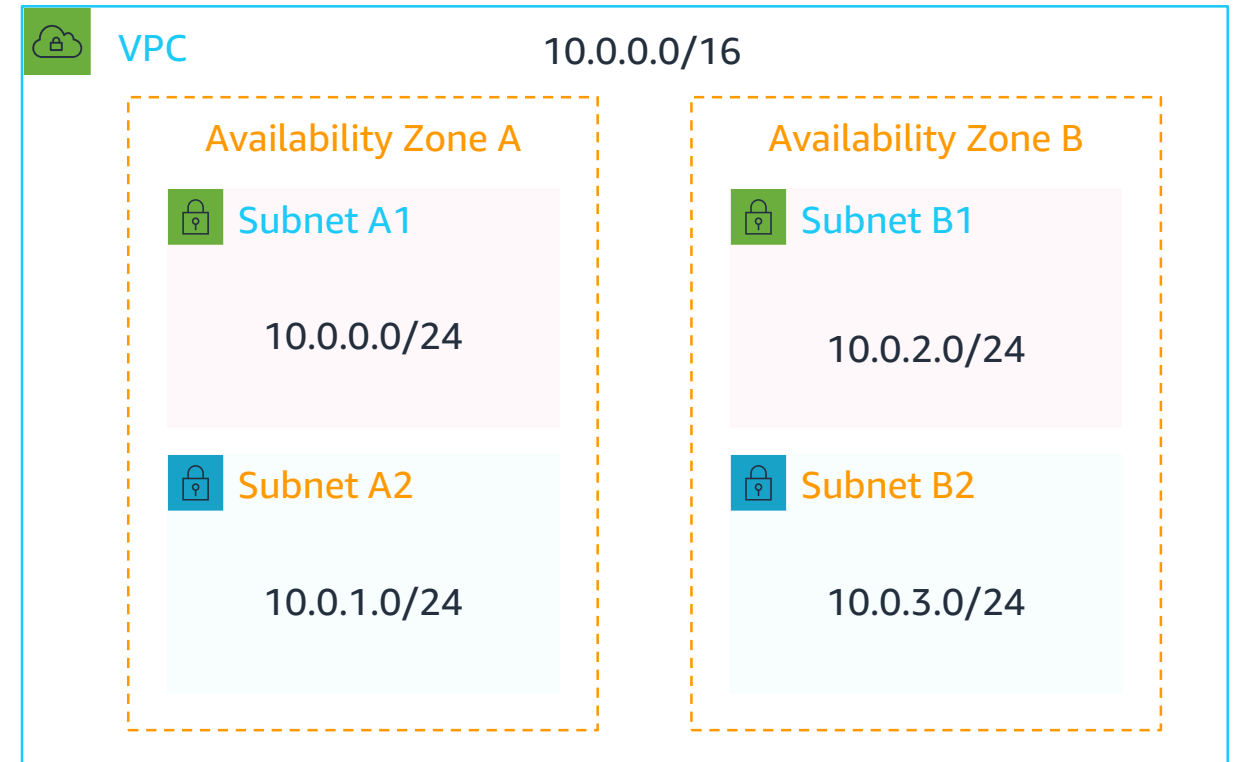 VPC
10.0.0.0/16
Availability Zone A
Subnet A1
10.0.0.0/24
Subnet A2
10.0.1.0/24
Availability Zone B
Subnet B1
10.0.2.0/24
Subnet B2
10.0.3.0/24